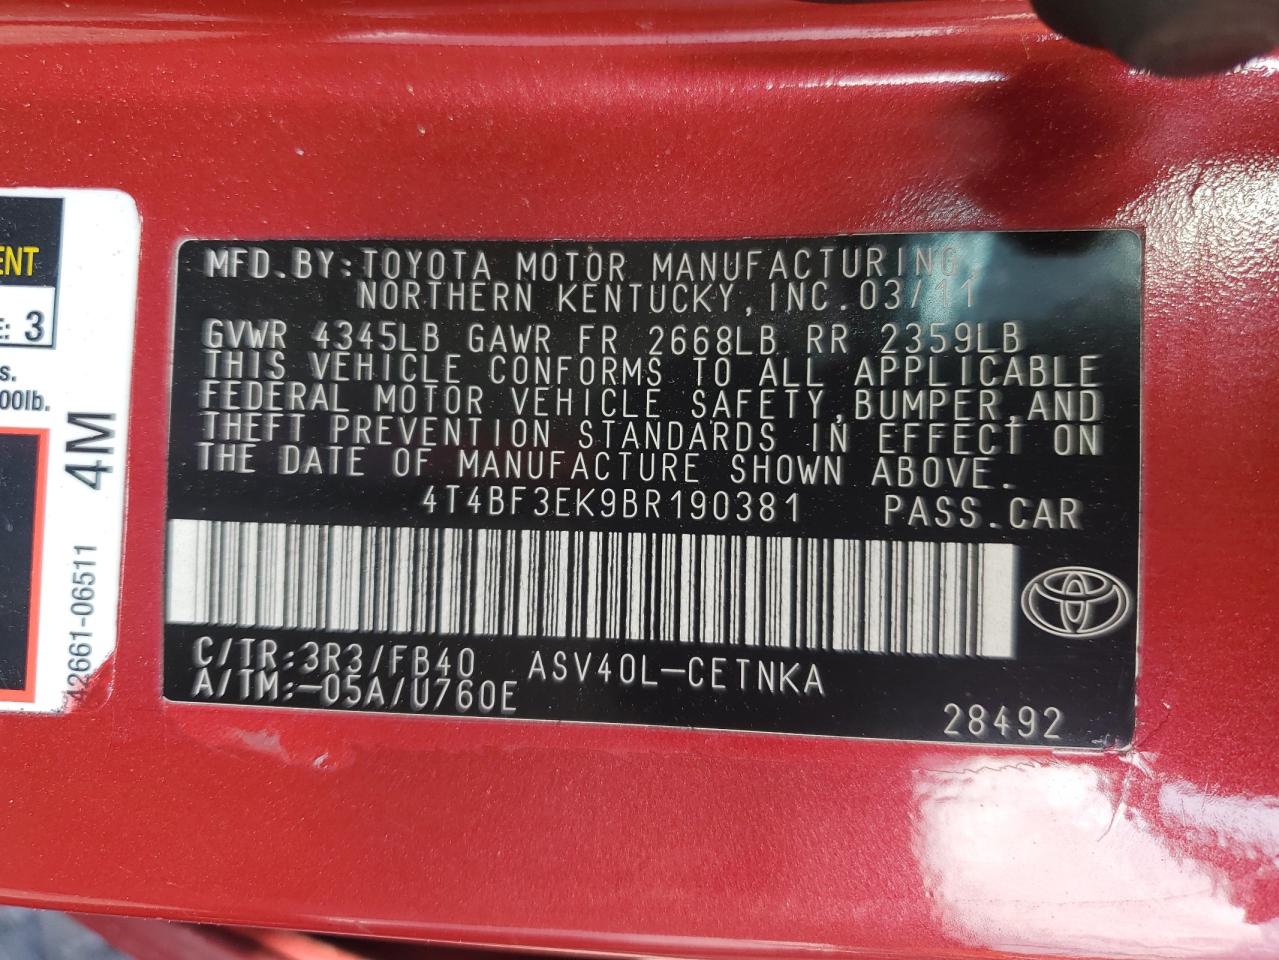 ENT
E: 3
s.
00lb.
4M
42661-06511
MFD.BY:TOYOTA MOTOR MANUFACTURING,
NORTHERN KENTUCKY,INC.03/11
GVWR 4345LB GAWR FR 2668LB RR 2359LB
THIS VEHICLE CONFORMS TO ALL APPLICABLE
FEDERAL MOTOR VEHICLE SAFETY,BUMPER,AND
THEFT PREVENTION STANDARDS IN EFFECT ON
THE DATE OF MANUFACTURE SHOWN ABOVE.
4T4BF3EK9BR190381 PASS.CAR
C/TR:3R3/FB40 ASV40L-CETNKA
A/TM:-05A/U760E
28492